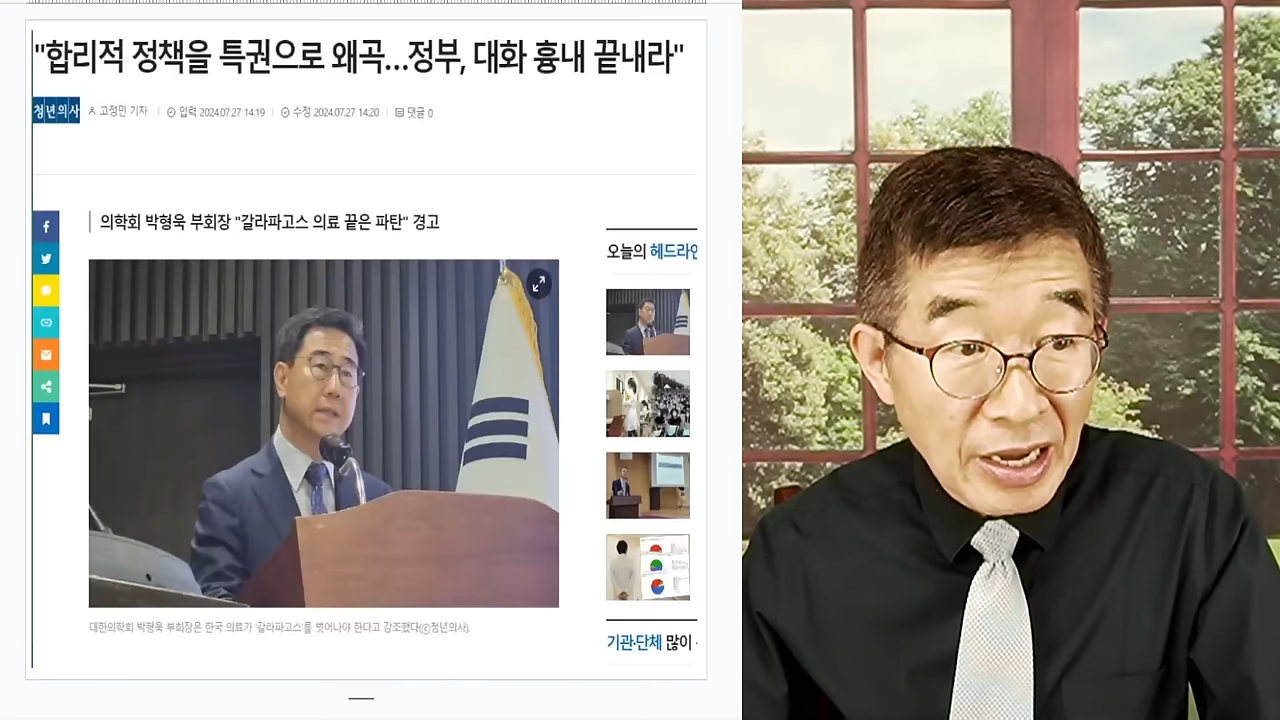 "합리적 정책을 특권으로 왜곡…정부, 대화 흉내 끝내라"
청년의사 고정민 기자 입력 2024.07.27 14:19 수정 2024.07.27 14:20 댓글 0
의학회 박형욱 부회장 "갈라파고스 의료 끝은 파탄" 경고
오늘의 헤드라인
대한의학회 박형욱 부회장은 한국 의료가 '갈라파고스'를 벗어나야 한다고 강조했다(ⓒ청년의사).
기관·단체 많이